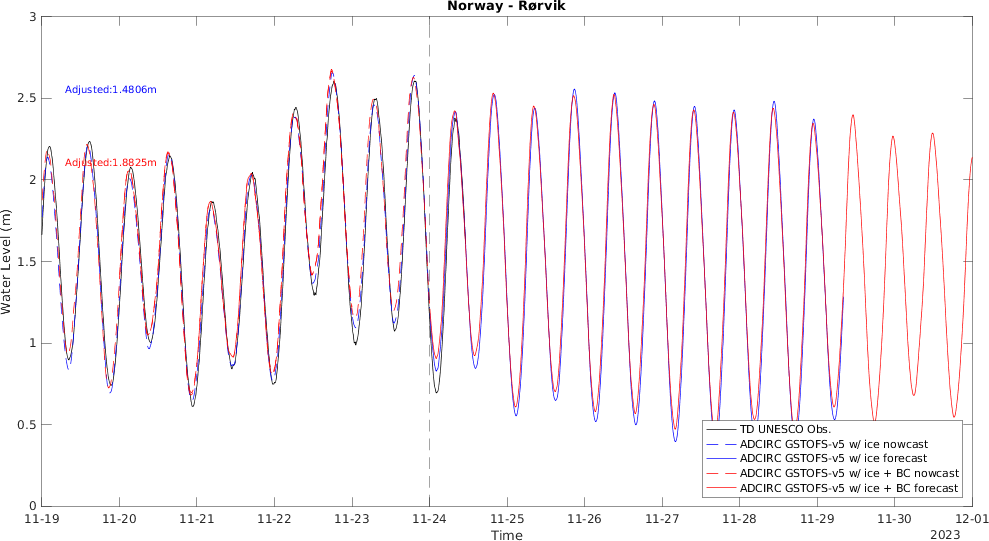 Norway - Rørvik
Adjusted:1.4806m
Adjusted:1.8825m
Water Level (m)
3
2.5
2
1.5
1
0.5
0
TD UNESCO Obs.
ADCIRC GSTOFS-v5 w/ ice nowcast
ADCIRC GSTOFS-v5 w/ ice forecast
ADCIRC GSTOFS-v5 w/ ice + BC nowcast
ADCIRC GSTOFS-v5 w/ ice + BC forecast
11-19 11-20 11-21 11-22 11-23 11-24 11-25 11-26 11-27 11-28 11-29 11-30 12-01
Time
2023